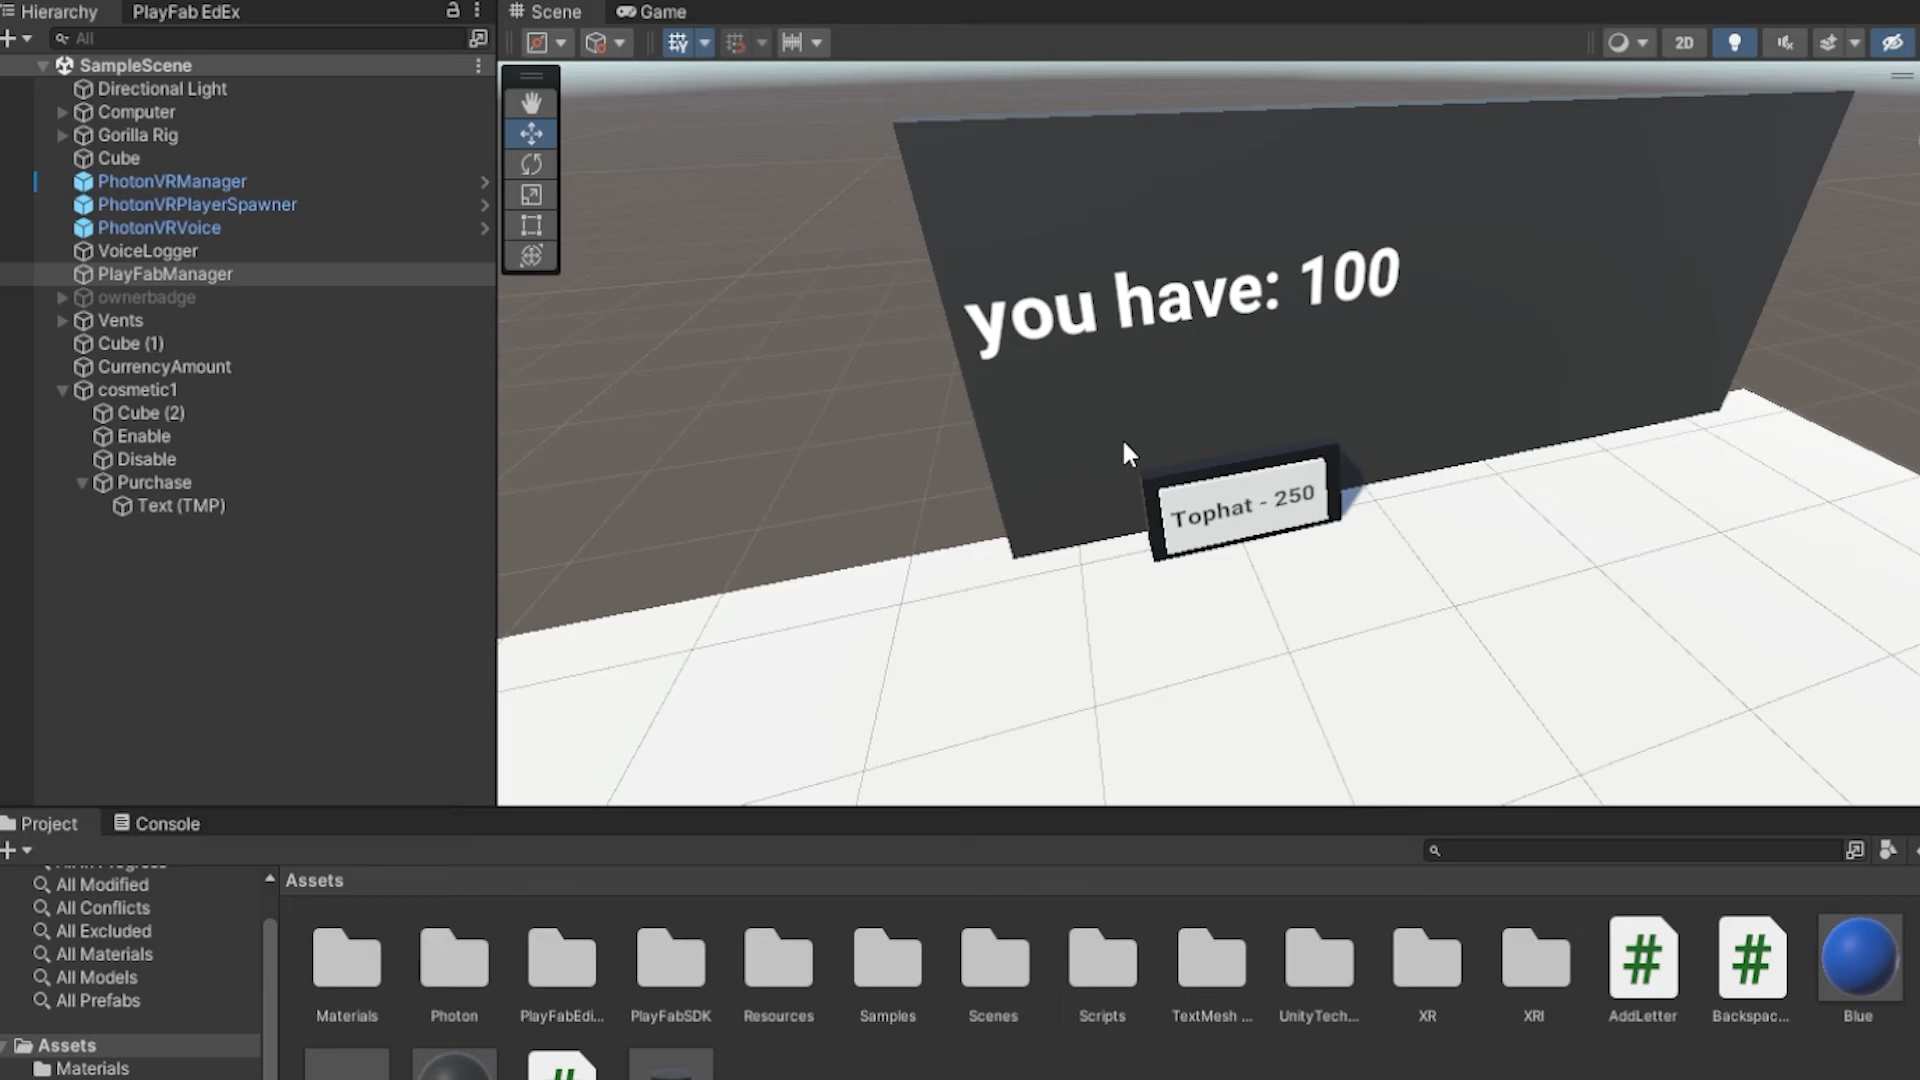 Hierarchy
PlayFab EdEx
All
SampleScene
Directional Light
Computer
Gorilla Rig
Cube
PhotonVRManager
PhotonVRPlayerSpawner
PhotonVRVoice
VoiceLogger
PlayFabManager
ownerbadge
Vents
Cube (1)
CurrencyAmount
cosmetic1
Cube (2)
Enable
Disable
Purchase
Text (TMP)
Scene
Game
2D
you have: 100
Tophat - 250
Project
Console
All Modified
All Conflicts
All Excluded
All Materials
All Models
All Prefabs
Assets
Materials
Assets
Materials
Photon
PlayFabEdi...
PlayFabSDK
Resources
Samples
Scenes
Scripts
TextMesh ...
UnityTech...
XR
XRI
AddLetter
Backspac...
Blue